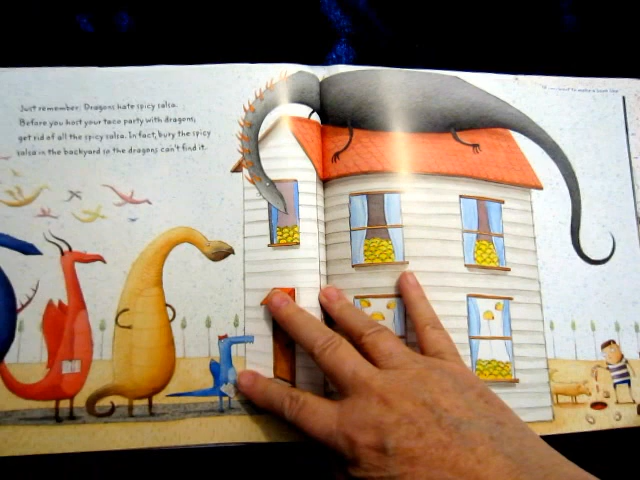 Just remember: Dragons hate spicy salsa.
Before you host your taco party with dragons,
get rid of all the spicy salsa. In fact, bury the spicy
salsa in the backyard so the dragons can't find it.